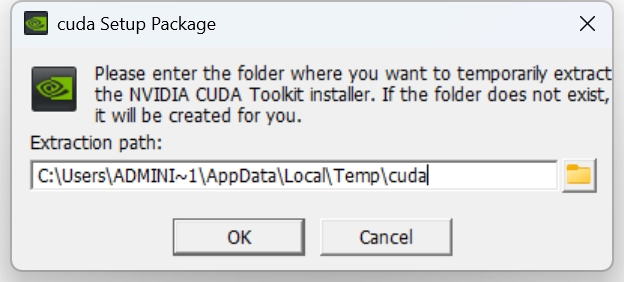 cuda Setup Package
Please enter the folder where you want to temporarily extract
the NVIDIA CUDA Toolkit installer. If the folder does not exist,
it will be created for you.
Extraction path:
C:\Users\ADMINI~1\AppData\Local\Temp\cuda
OK
Cancel